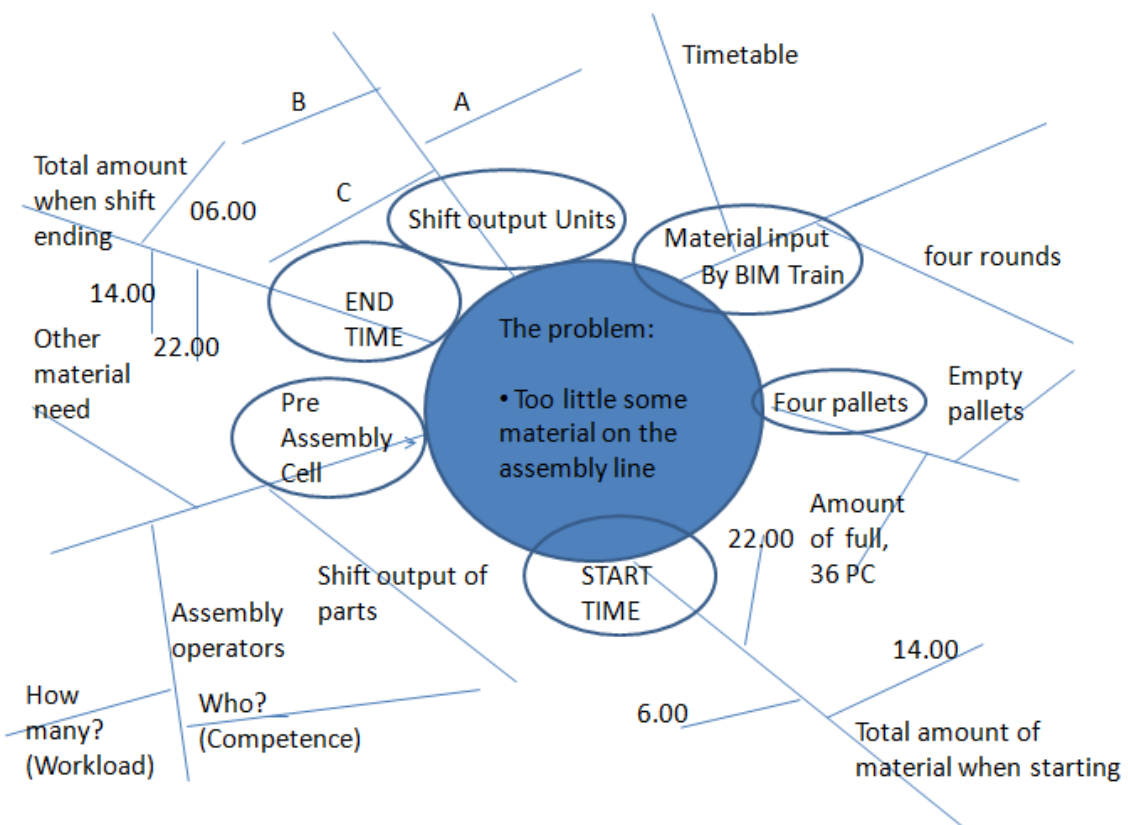 Timetable
B
A
Total amount
when shift
ending
06.00
C
Shift output Units
Material input
By BIM Train
four rounds
14.00
22.00
END
TIME
The problem:
• Too little some
material on the
assembly line
Other
material
need
Pre
Assembly
Cell
Four pallets
Empty
pallets
Amount
of full,
36 PC
22.00
START
TIME
Shift output of
parts
Assembly
operators
How
many?
(Workload)
Who?
(Competence)
6.00
14.00
Total amount of
material when starting